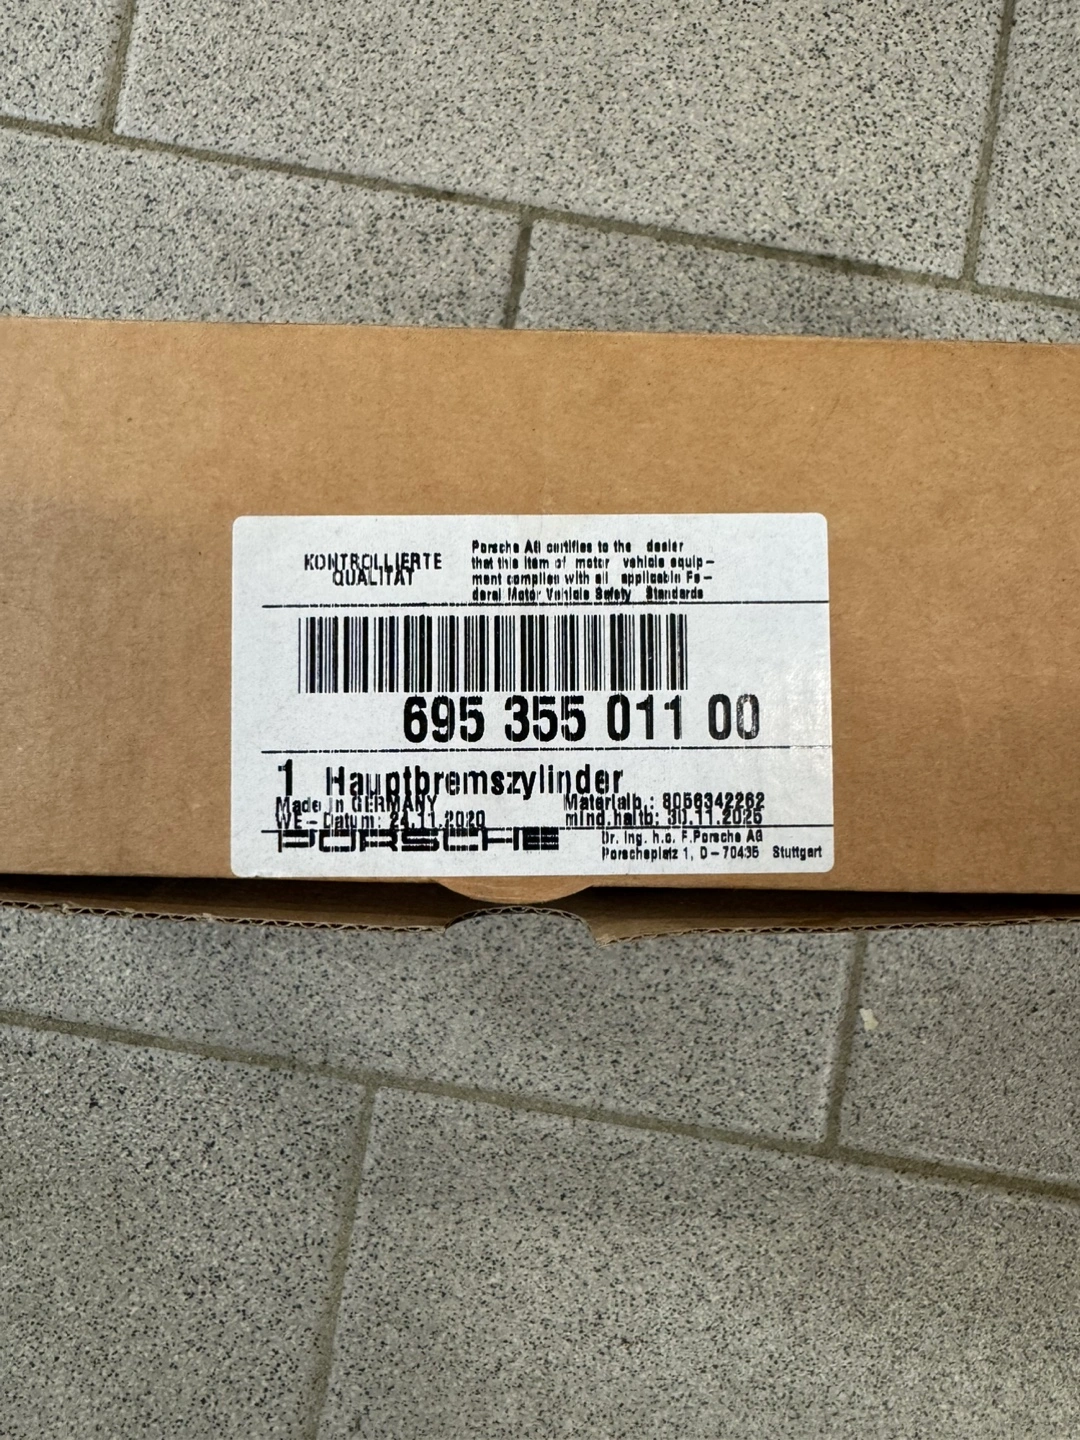 KONTROLLIERTE
QUALITÄT
Porsche AG certifies to the dealer
that this item of motor vehicle equip-
ment complies with all applicable Fe-
deral Motor Vehicle Safety Standards
695 355 011 00
1 Hauptbremszylinder
Made in GERMANY
WE-Datum: 24.11.2020
Materialb.: 8056342262
mind.haltb: 30.11.2025
PORSCHE
Dr. Ing. h.c. F.Porsche AG
Porscheplatz 1, D-70435 Stuttgart